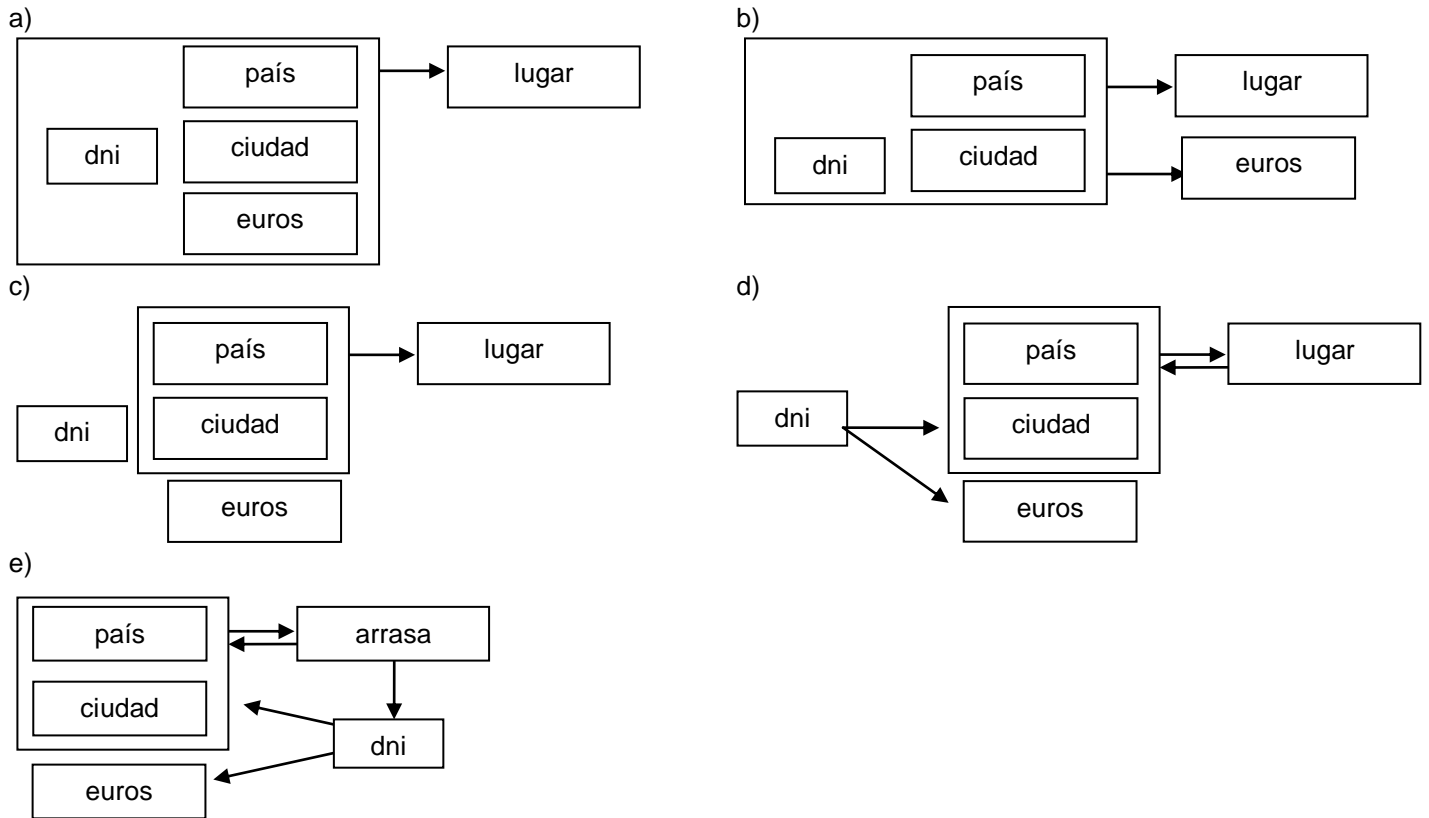 a)
país
lugar
dni
ciudad
euros
b)
país
lugar
dni
ciudad
euros
c)
país
lugar
dni
ciudad
euros
d)
país
lugar
dni
ciudad
euros
e)
país
arrasa
ciudad
dni
euros